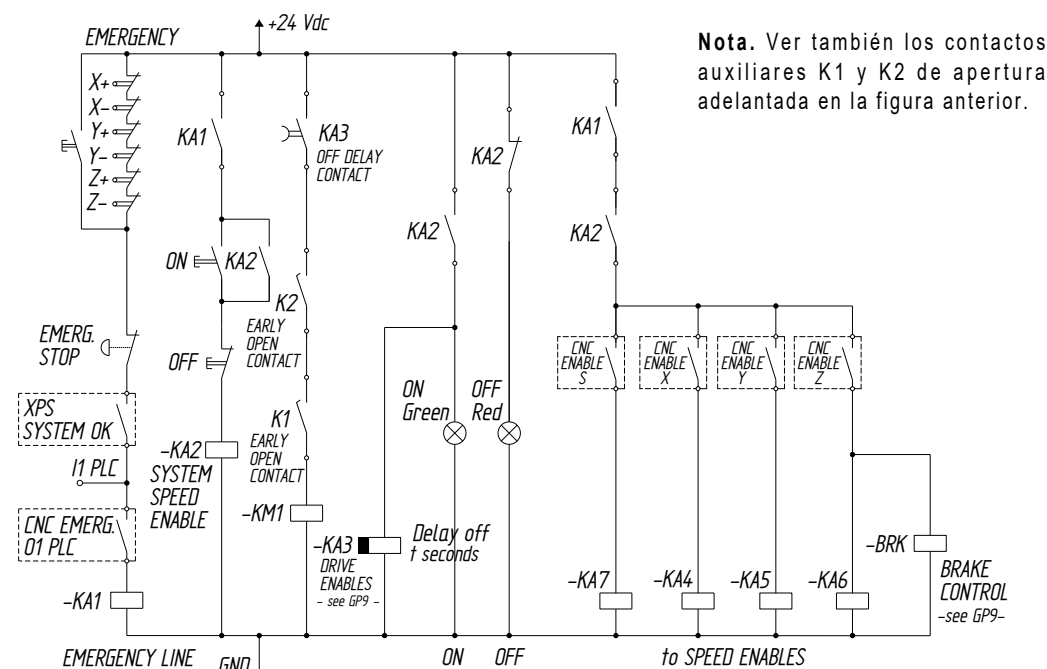 +24 Vdc
EMERGENCY
Nota. Ver también los contactos
auxiliares K1 y K2 de apertura
adelantada en la figura anterior.
X+
X-
Y+
Y-
Z+
Z-
KA1
KA3
OFF DELAY
CONTACT
KA2
KA1
ON
KA2
KA2
KA2
K2
EARLY
OPEN
CONTACT
EMERG.
STOP
OFF
CNC
ENABLE
S
CNC
ENABLE
X
CNC
ENABLE
Y
CNC
ENABLE
Z
ON
Green
OFF
Red
XPS
SYSTEM OK
K1
EARLY
OPEN
CONTACT
I1 PLC
-KA2
SYSTEM
SPEED
ENABLE
-KM1
CNC EMERG.
O1 PLC
-KA3
DRIVE
ENABLES
- see GP9 -
Delay off
t seconds
-BRK
BRAKE
CONTROL
-see GP9-
-KA1
-KA7
-KA4
-KA5
-KA6
EMERGENCY LINE
GND
ON
OFF
to SPEED ENABLES